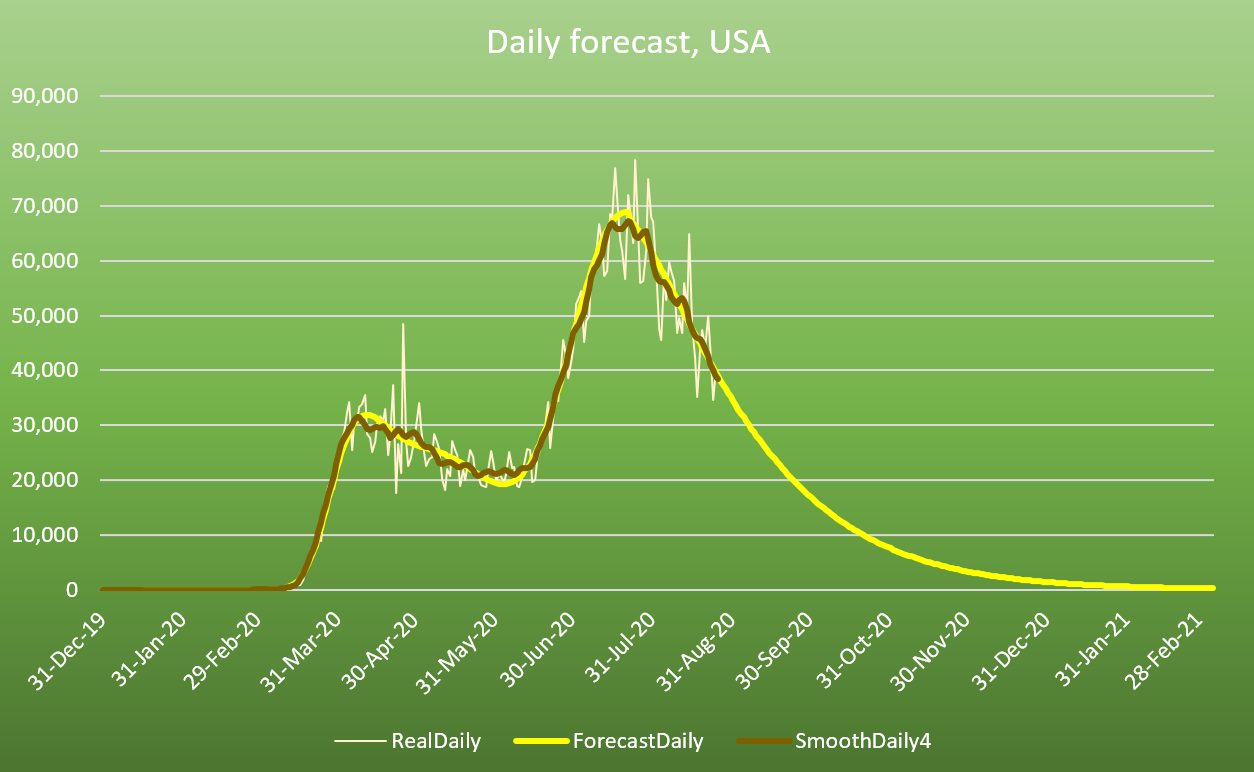 Daily forecast, USA
90,000
80,000
70,000
60,000
50,000
40,000
30,000
20,000
10,000
0
31-Dec-19
31-Jan-20
29-Feb-20
31-Mar-20
30-Apr-20
31-May-20
30-Jun-20
31-Jul-20
31-Aug-20
30-Sep-20
31-Oct-20
30-Nov-20
31-Dec-20
31-Jan-21
28-Feb-21
RealDaily ForecastDaily SmoothDaily4